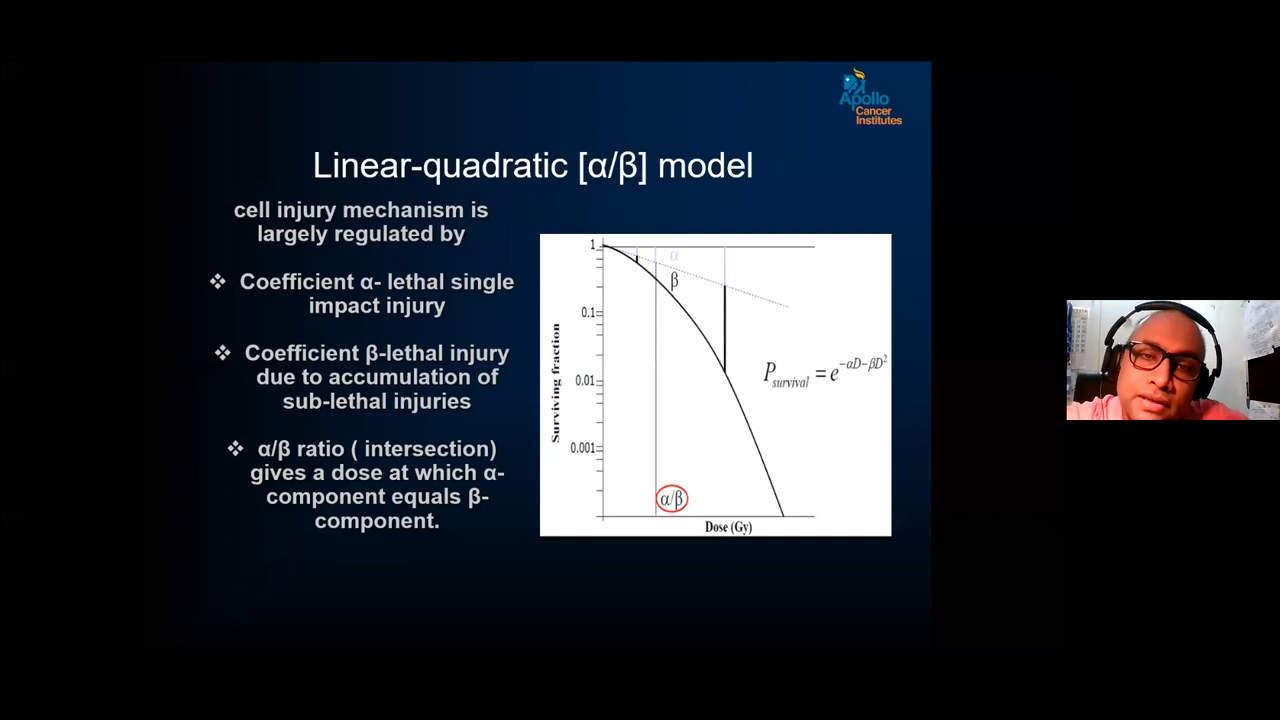 Apollo
Cancer
Institutes
Linear-quadratic [α/β] model
cell injury mechanism is
largely regulated by
❖ Coefficient α- lethal single
impact injury
❖ Coefficient β-lethal injury
due to accumulation of
sub-lethal injuries
❖ α/β ratio ( intersection)
gives a dose at which α-
component equals β-
component.
Surviving fraction
1
0.1
0.01
0.001
α
β
P survival = e^−αD−βD²
α/β
Dose (Gy)